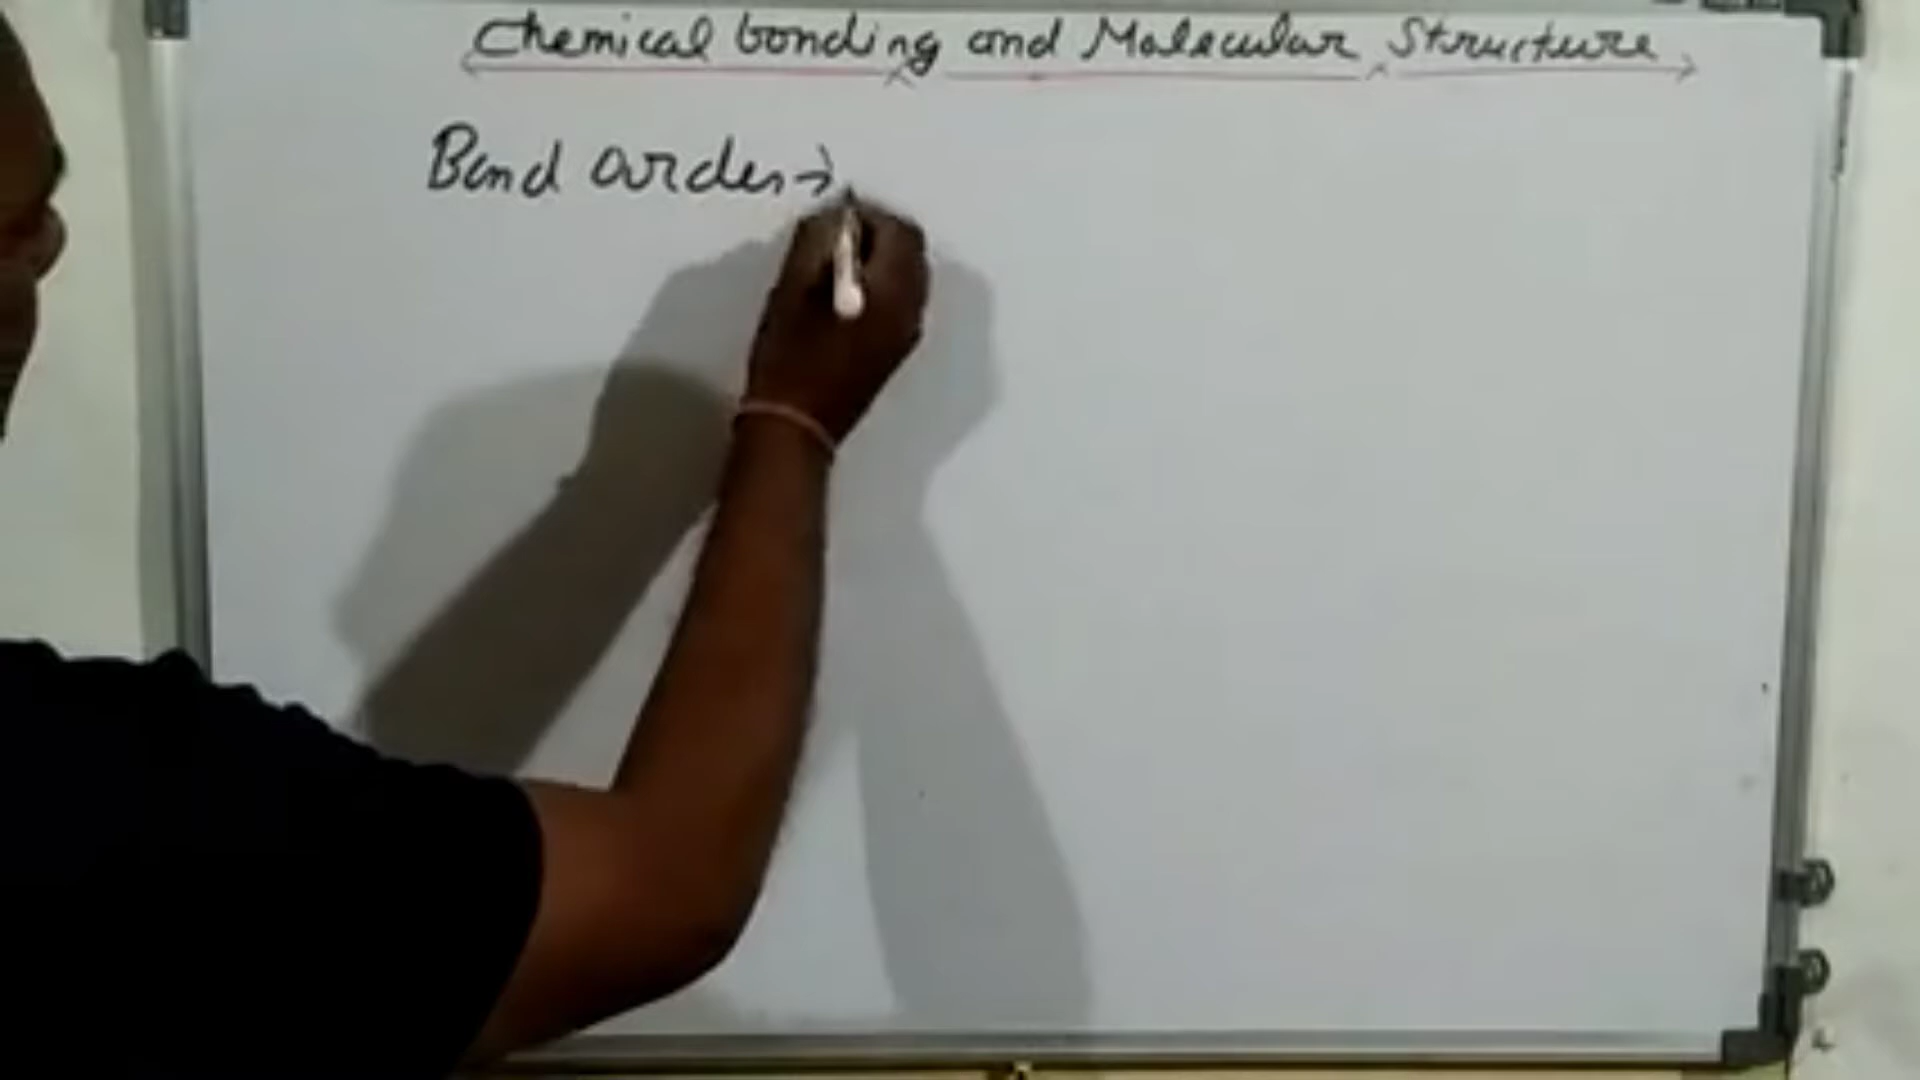 Chemical bonding and Molecular Structure
Bond order →